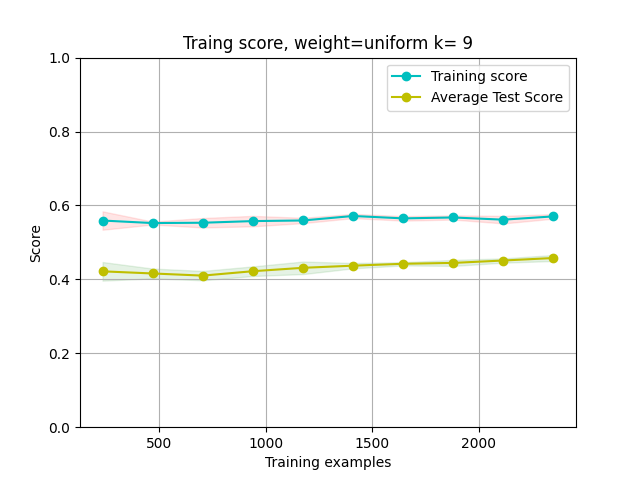 Traing score, weight=uniform k= 9
Training score
Average Test Score
1.0
0.8
0.6
0.4
0.2
0.0
Score
500
1000
1500
2000
Training examples